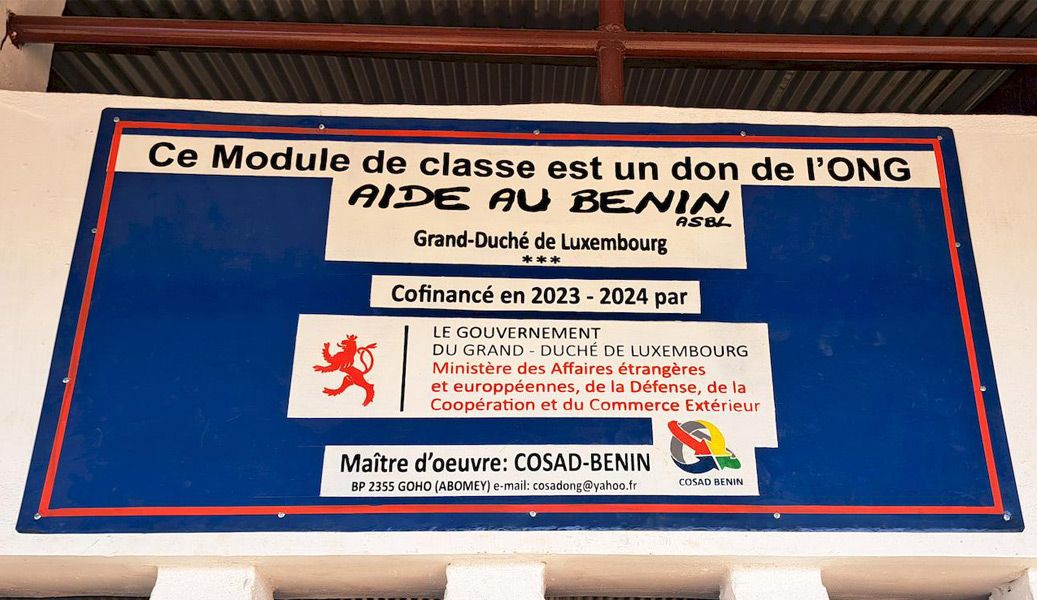 Ce Module de classe est un don de l'ONG
AIDE AU BENIN
ASBL
Grand-Duché de Luxembourg
***
Cofinancé en 2023 - 2024 par
LE GOUVERNEMENT
DU GRAND - DUCHÉ DE LUXEMBOURG
Ministère des Affaires étrangères
et europpéennes, de la Défense, de la
Coopération et du Commerce Extérieur
Maître d'oeuvre: COSAD-BENIN
BP 2355 GOHO (ABOMEY) e-mail: cosadong@yahoo.fr
COSAD BENIN